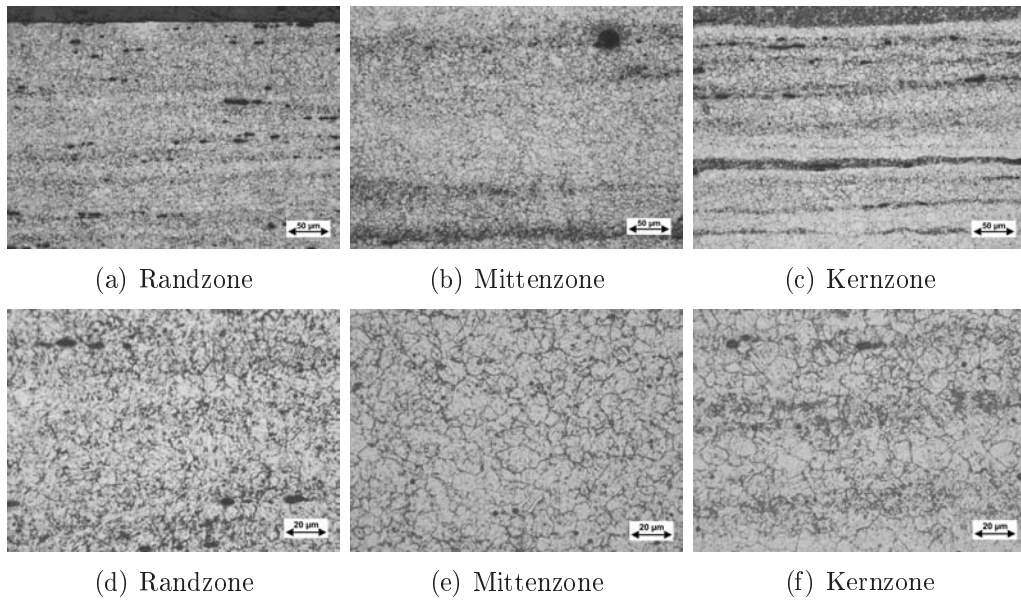 50 µm
50 µm
50 µm
(a) Randzone
(b) Mittenzone
(c) Kernzone
20 µm
20 µm
20 µm
(d) Randzone
(e) Mittenzone
(f) Kernzone